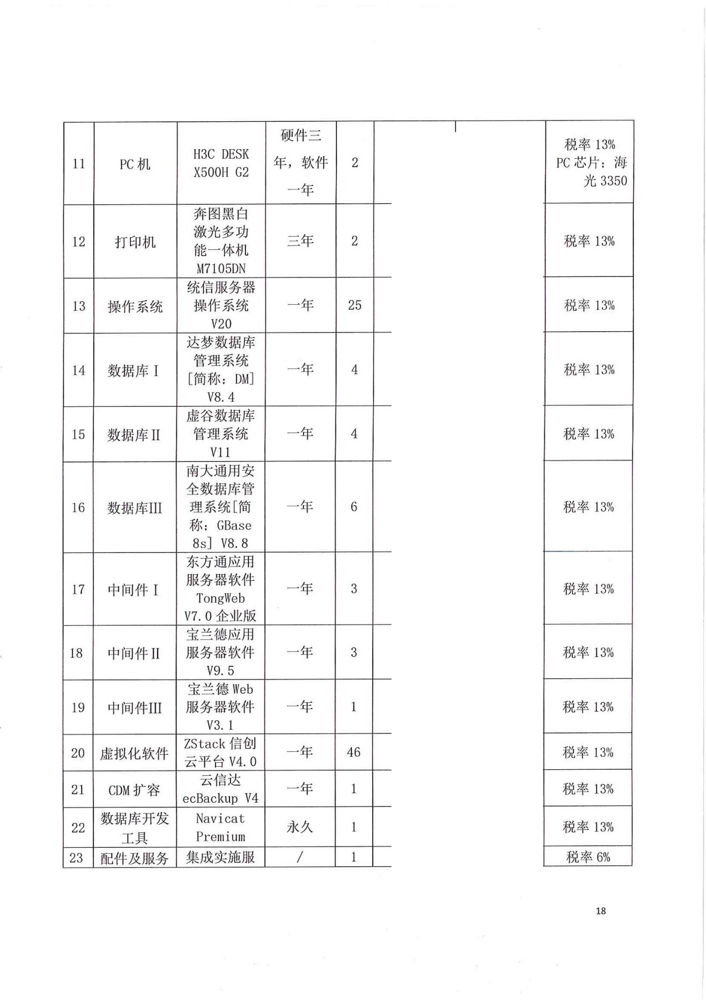 11
PC 机
H3C DESK
X500H G2
硬件三
年，软件
一年
2
税率 13%
PC 芯片：海
光 3350
12
打印机
奔图黑白
激光多功
能一体机
M7105DN
三年
2
税率 13%
13
操作系统
统信服务器
操作系统
V20
一年
25
税率 13%
14
数据库Ⅰ
达梦数据库
管理系统
[简称：DM]
V8.4
一年
4
税率 13%
15
数据库Ⅱ
虚谷数据库
管理系统
V11
一年
4
税率 13%
16
数据库Ⅲ
南大通用安
全数据库管
理系统[简
称：GBase
8s] V8.8
一年
6
税率 13%
17
中间件Ⅰ
东方通应用
服务器软件
TongWeb
V7.0 企业版
一年
3
税率 13%
18
中间件Ⅱ
宝兰德应用
服务器软件
V9.5
一年
3
税率 13%
19
中间件Ⅲ
宝兰德 Web
服务器软件
V3.1
一年
1
税率 13%
20
虚拟化软件
ZStack 信创
云平台 V4.0
一年
46
税率 13%
21
CDM 扩容
云信达
ecBackup V4
一年
1
税率 13%
22
数据库开发
工具
Navicat
Premium
永久
1
税率 13%
23
配件及服务
集成实施服
/
1
税率 6%
18